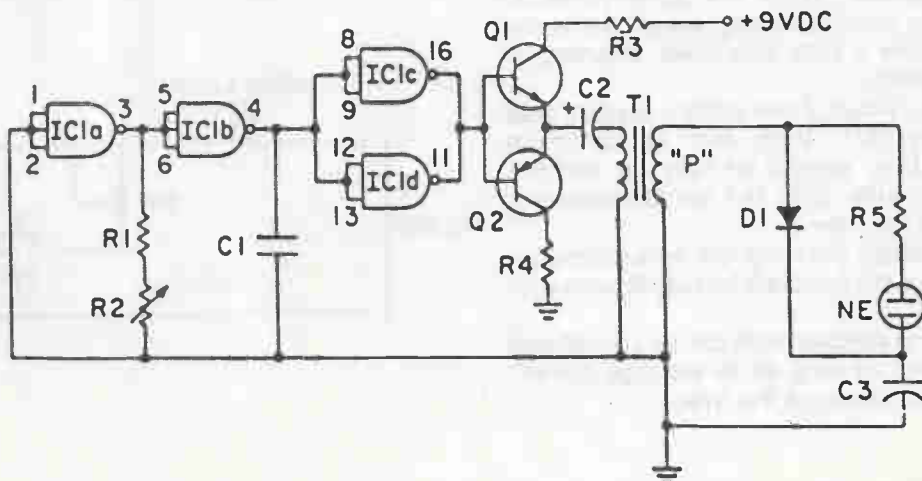 Q1
R3
+9VDC
8
16
IC1c
9
C2
+
T1
1
3
5
4
IC1a
IC1b
2
6
12
11
IC1d
13
"P"
Q2
D1
R5
R1
C1
R4
R2
NE
C3